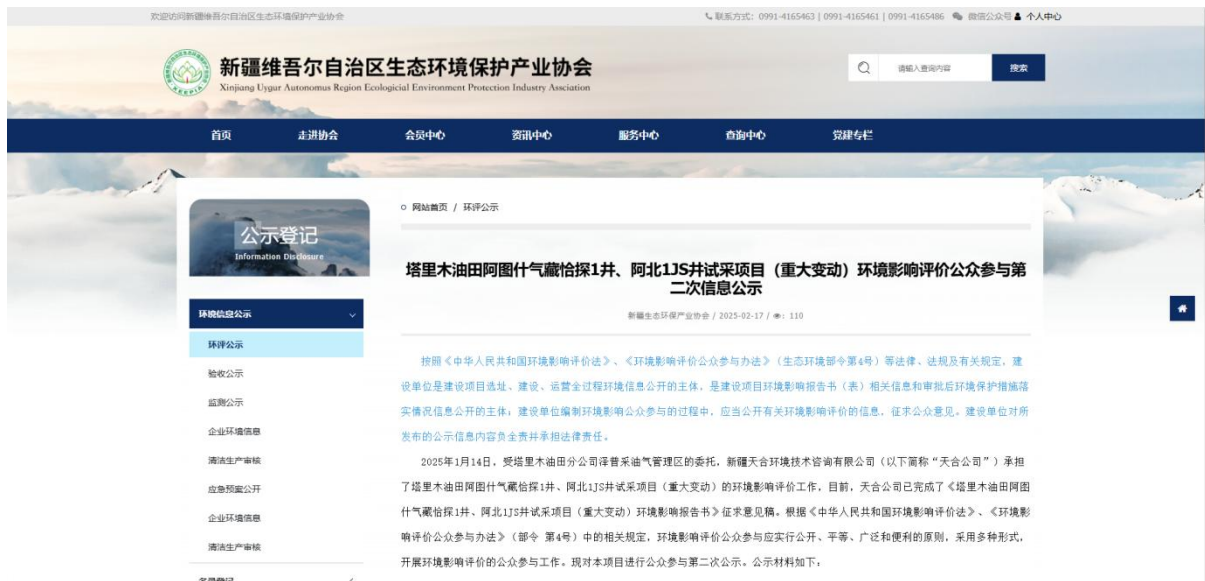 欢迎访问新疆维吾尔自治区生态环境保护产业协会
联系方式：0991-4165463 | 0991-4165461 | 0991-4165486 微信公众号 个人中心
新疆维吾尔自治区生态环境保护产业协会
Xinjiang Uygur Autonomus Region Ecologicial Environment Protection Industry Assciation
请输入查询内容 搜索
首页 走进协会 会员中心 资讯中心 服务中心 查询中心 党建专栏
公示登记
Information Disclosure
环境信息公示
环评公示
验收公示
监测公示
企业环境信息
清洁生产审核
应急预案公开
企业环境信息
清洁生产审核
网站首页 / 环评公示
塔里木油田阿图什气藏恰探1井、阿北1JS井试采项目（重大变动）环境影响评价公众参与第
二次信息公示
新疆生态环保产业协会 / 2025-02-17 / : 110
按照《中华人民共和国环境影响评价法》、《环境影响评价公众参与办法》（生态环境部令第4号）等法律、法规及有关规定，建
设单位是建设项目选址、建设、运营全过程环境信息公开的主体，是建设项目环境影响报告书（表）相关信息和审批后环境保护措施落
实情况信息公开的主体；建设单位编制环境影响公众参与的过程中，应当公开有关环境影响评价的信息，征求公众意见。建设单位对所
发布的公示信息内容负全责并承担法律责任。
2025年1月14日，受塔里木油田分公司泽普采油气管理区的委托，新疆天合环境技术咨询有限公司（以下简称“天合公司”）承担
了塔里木油田阿图什气藏恰探1井、阿北1JS井试采项目（重大变动）的环境影响评价工作，目前，天合公司已完成了《塔里木油田阿图
什气藏恰探1井、阿北1JS井试采项目（重大变动）环境影响报告书》征求意见稿。根据《中华人民共和国环境影响评价法》、《环境影
响评价公众参与办法》（部令 第4号）中的相关规定，环境影响评价公众参与应实行公开、平等、广泛和便利的原则，采用多种形式，
开展环境影响评价的公众参与工作。现对本项目进行公众参与第二次公示。公示材料如下：